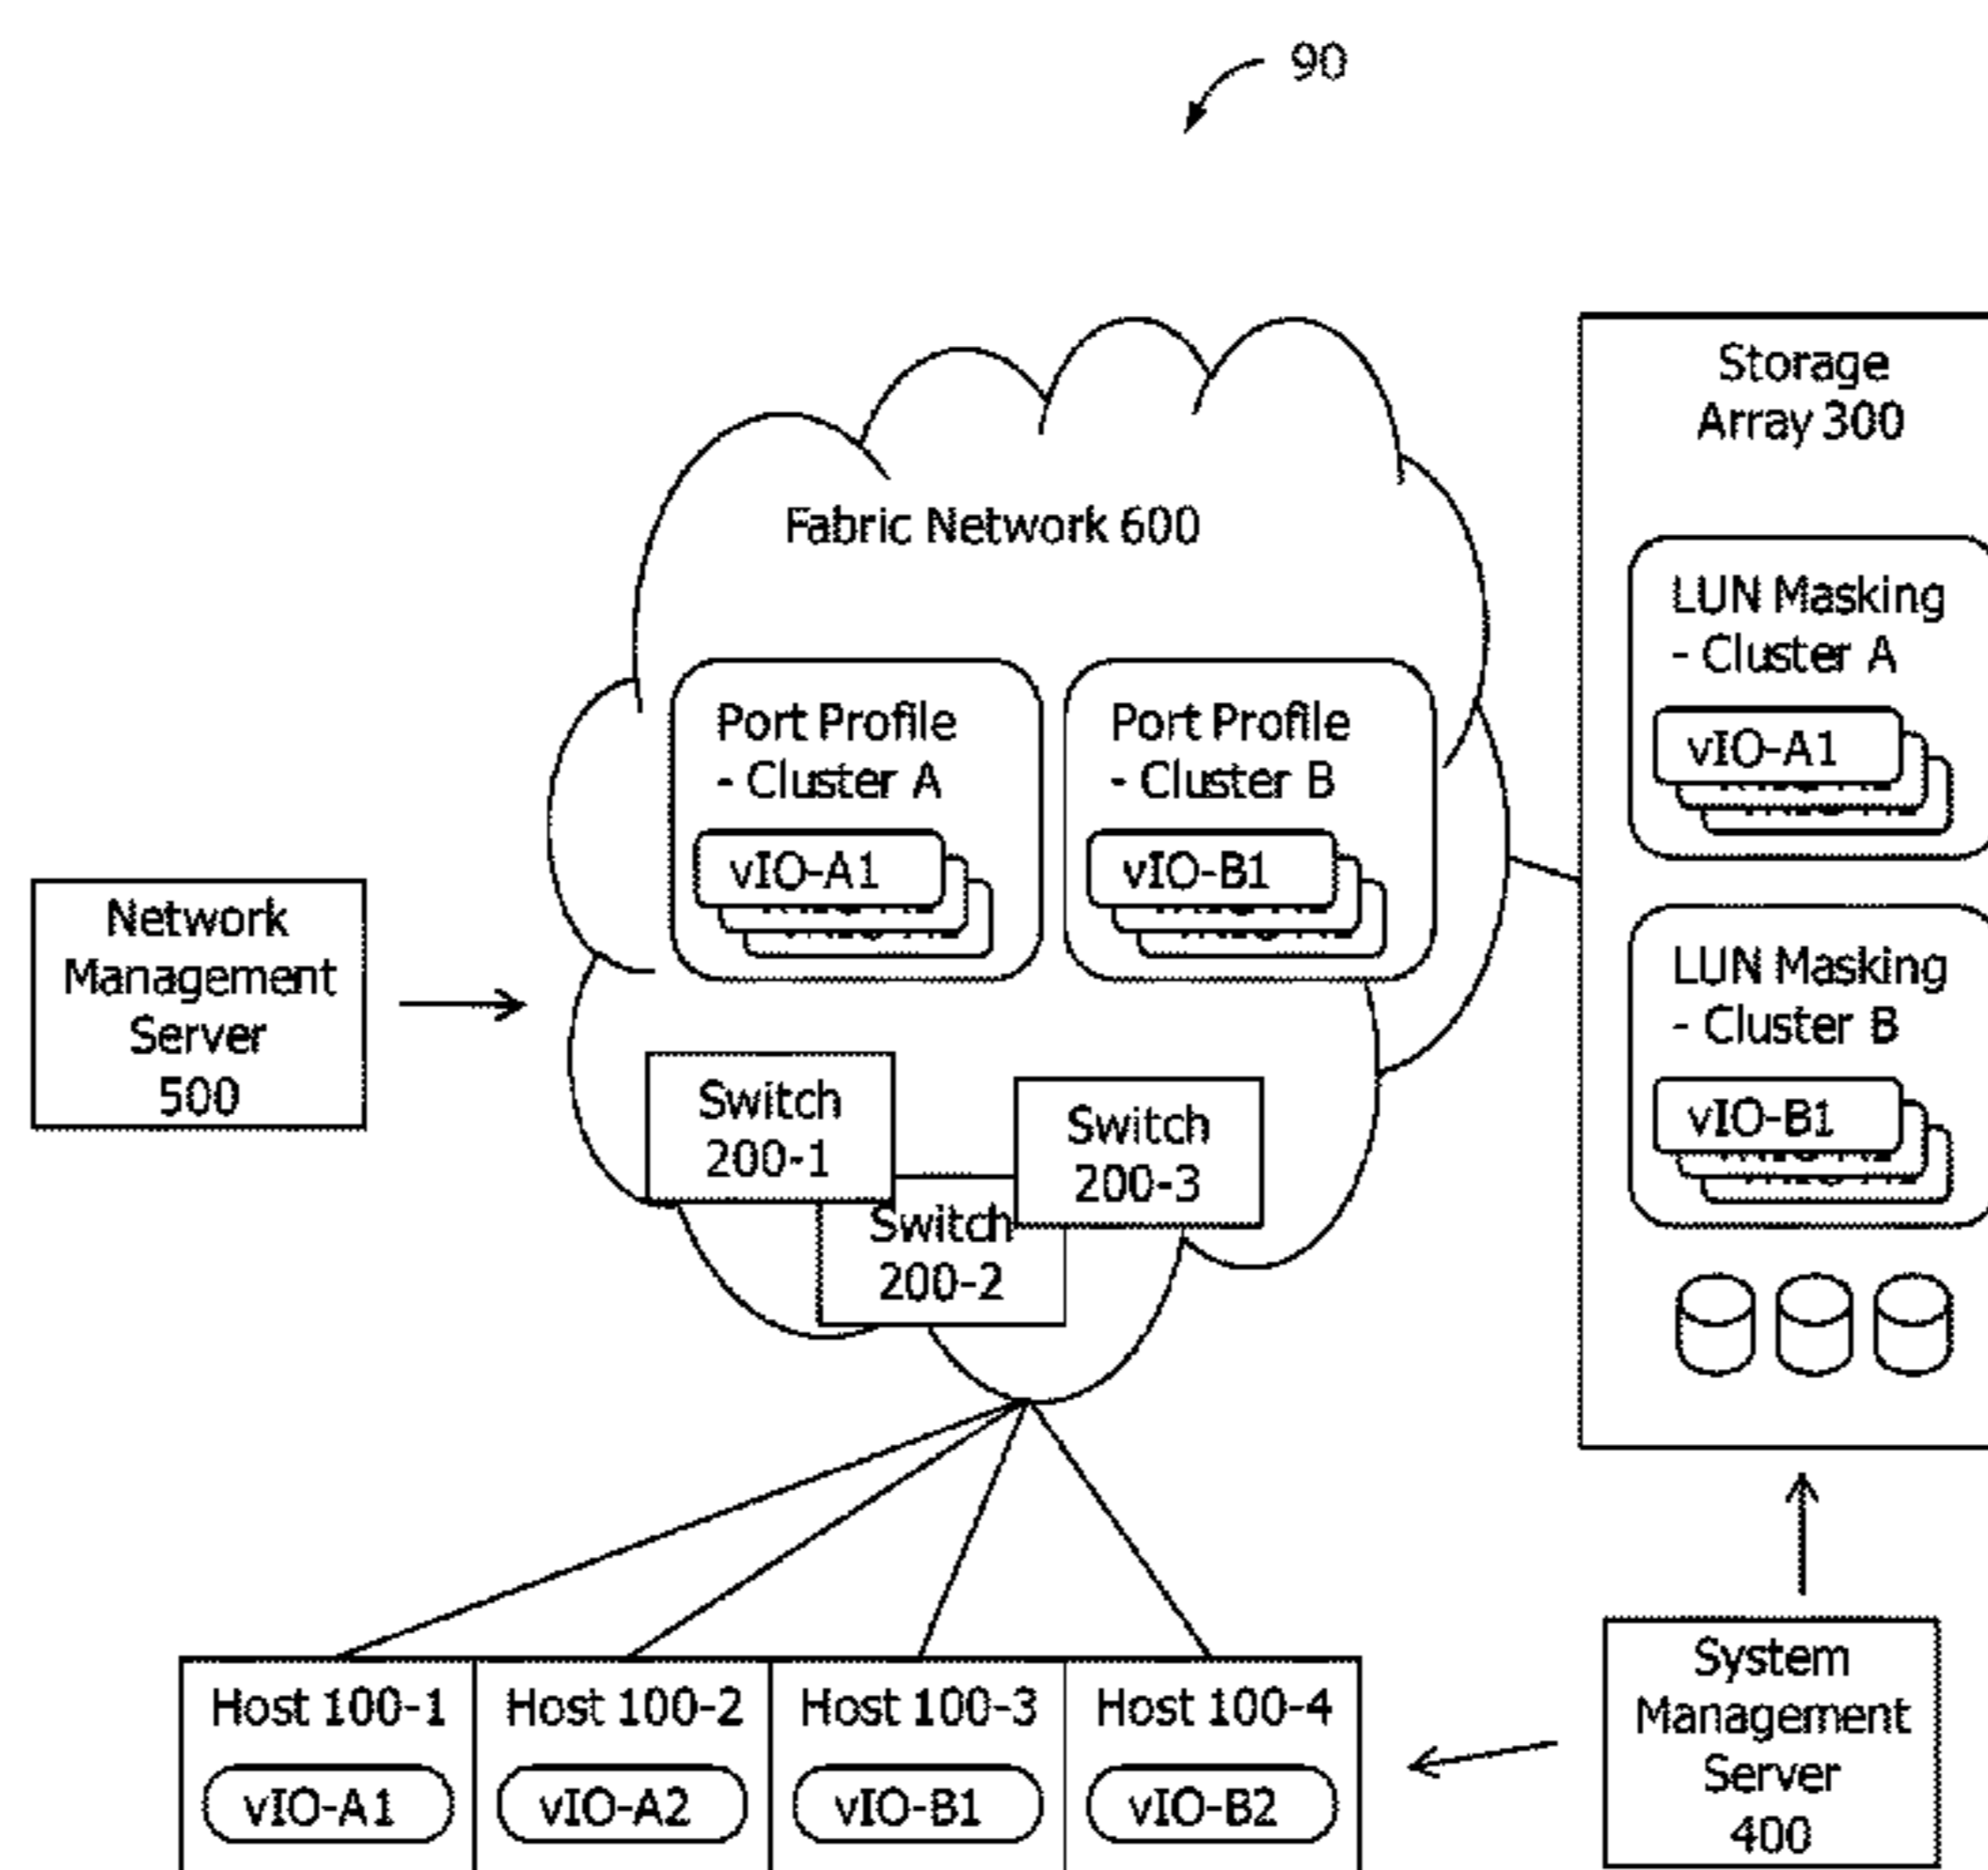 90
Storage
Array 300
Fabric Network 600
LUN Masking
- Cluster A
vIO-A1
Port Profile
- Cluster A
vIO-A1
Port Profile
- Cluster B
vIO-B1
Network
Management
Server
500
LUN Masking
- Cluster B
vIO-B1
Switch
200-1
Switch
200-3
Switch
200-2
Host 100-1
vIO-A1
Host 100-2
vIO-A2
Host 100-3
vIO-B1
Host 100-4
vIO-B2
System
Management
Server
400